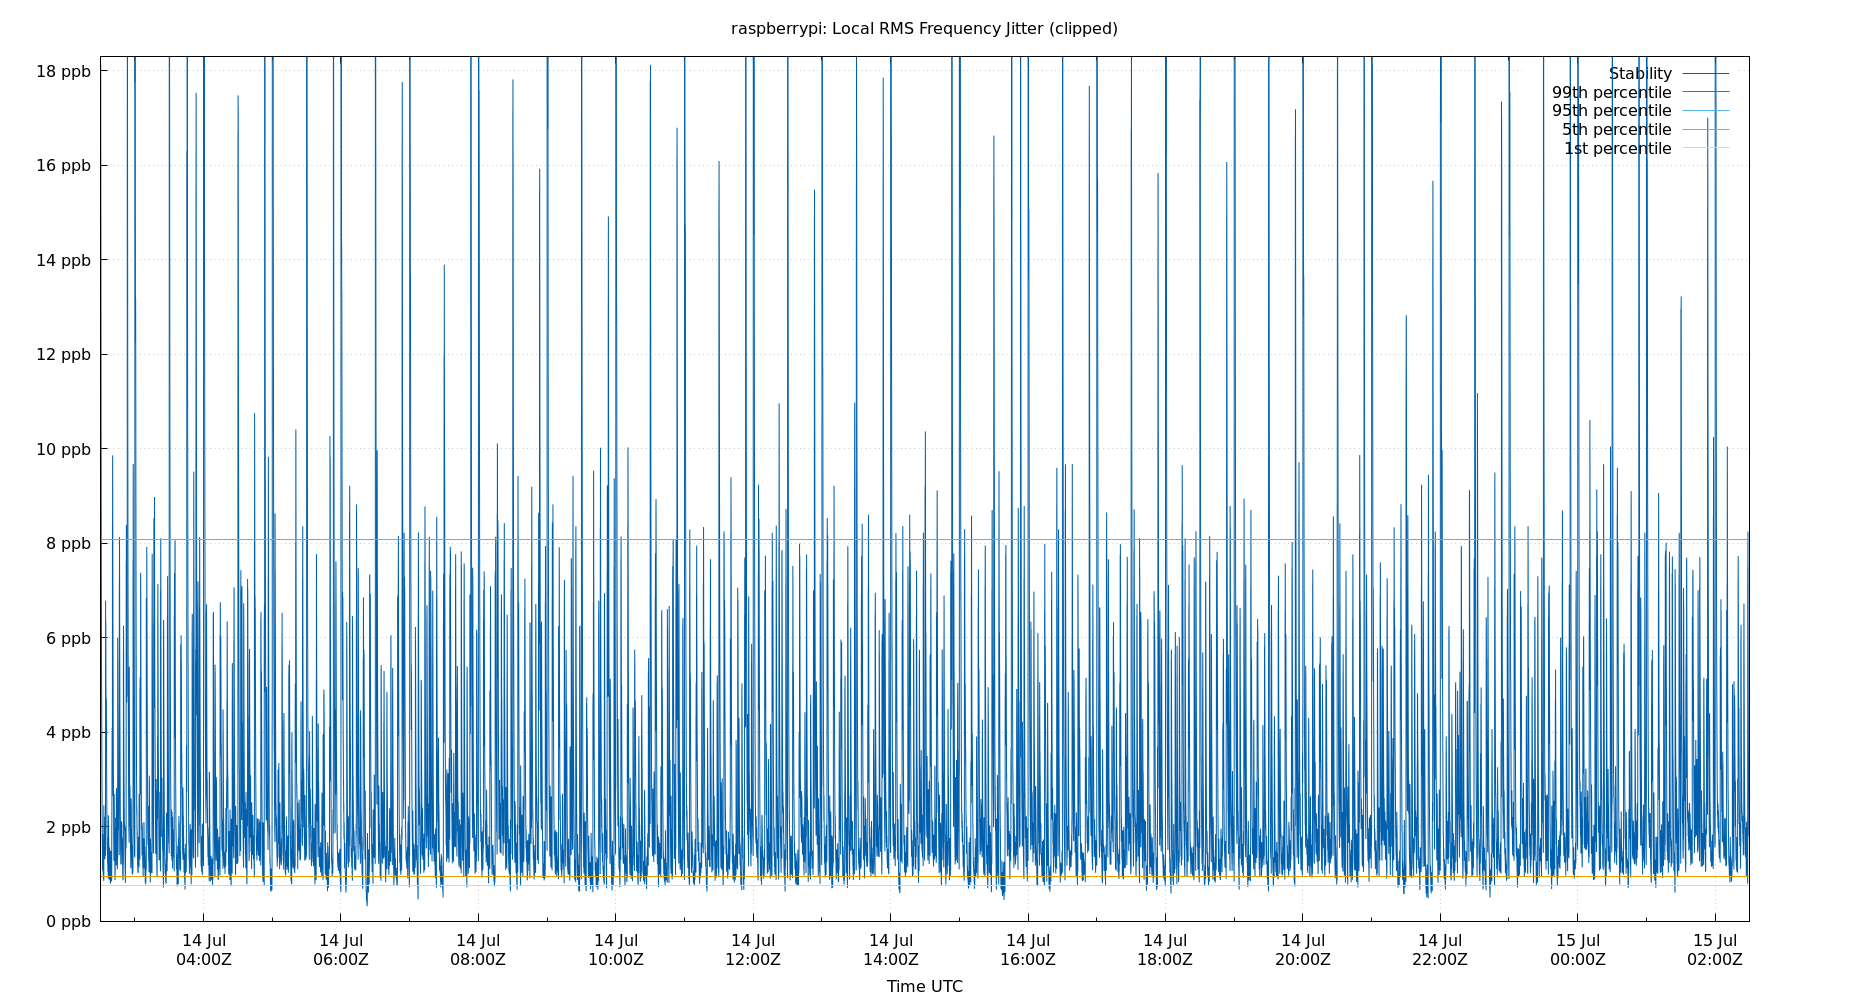 raspberrypi: Local RMS Frequency Jitter (clipped)
18 ppb
16 ppb
14 ppb
12 ppb
10 ppb
8 ppb
6 ppb
4 ppb
2 ppb
0 ppb
Stability
99th percentile
95th percentile
5th percentile
1st percentile
14 Jul 14 Jul 14 Jul 14 Jul 14 Jul 14 Jul 14 Jul 14 Jul 14 Jul 14 Jul 15 Jul 15 Jul
04:00Z 06:00Z 08:00Z 10:00Z 12:00Z 14:00Z 16:00Z 18:00Z 20:00Z 22:00Z 00:00Z 02:00Z
Time UTC